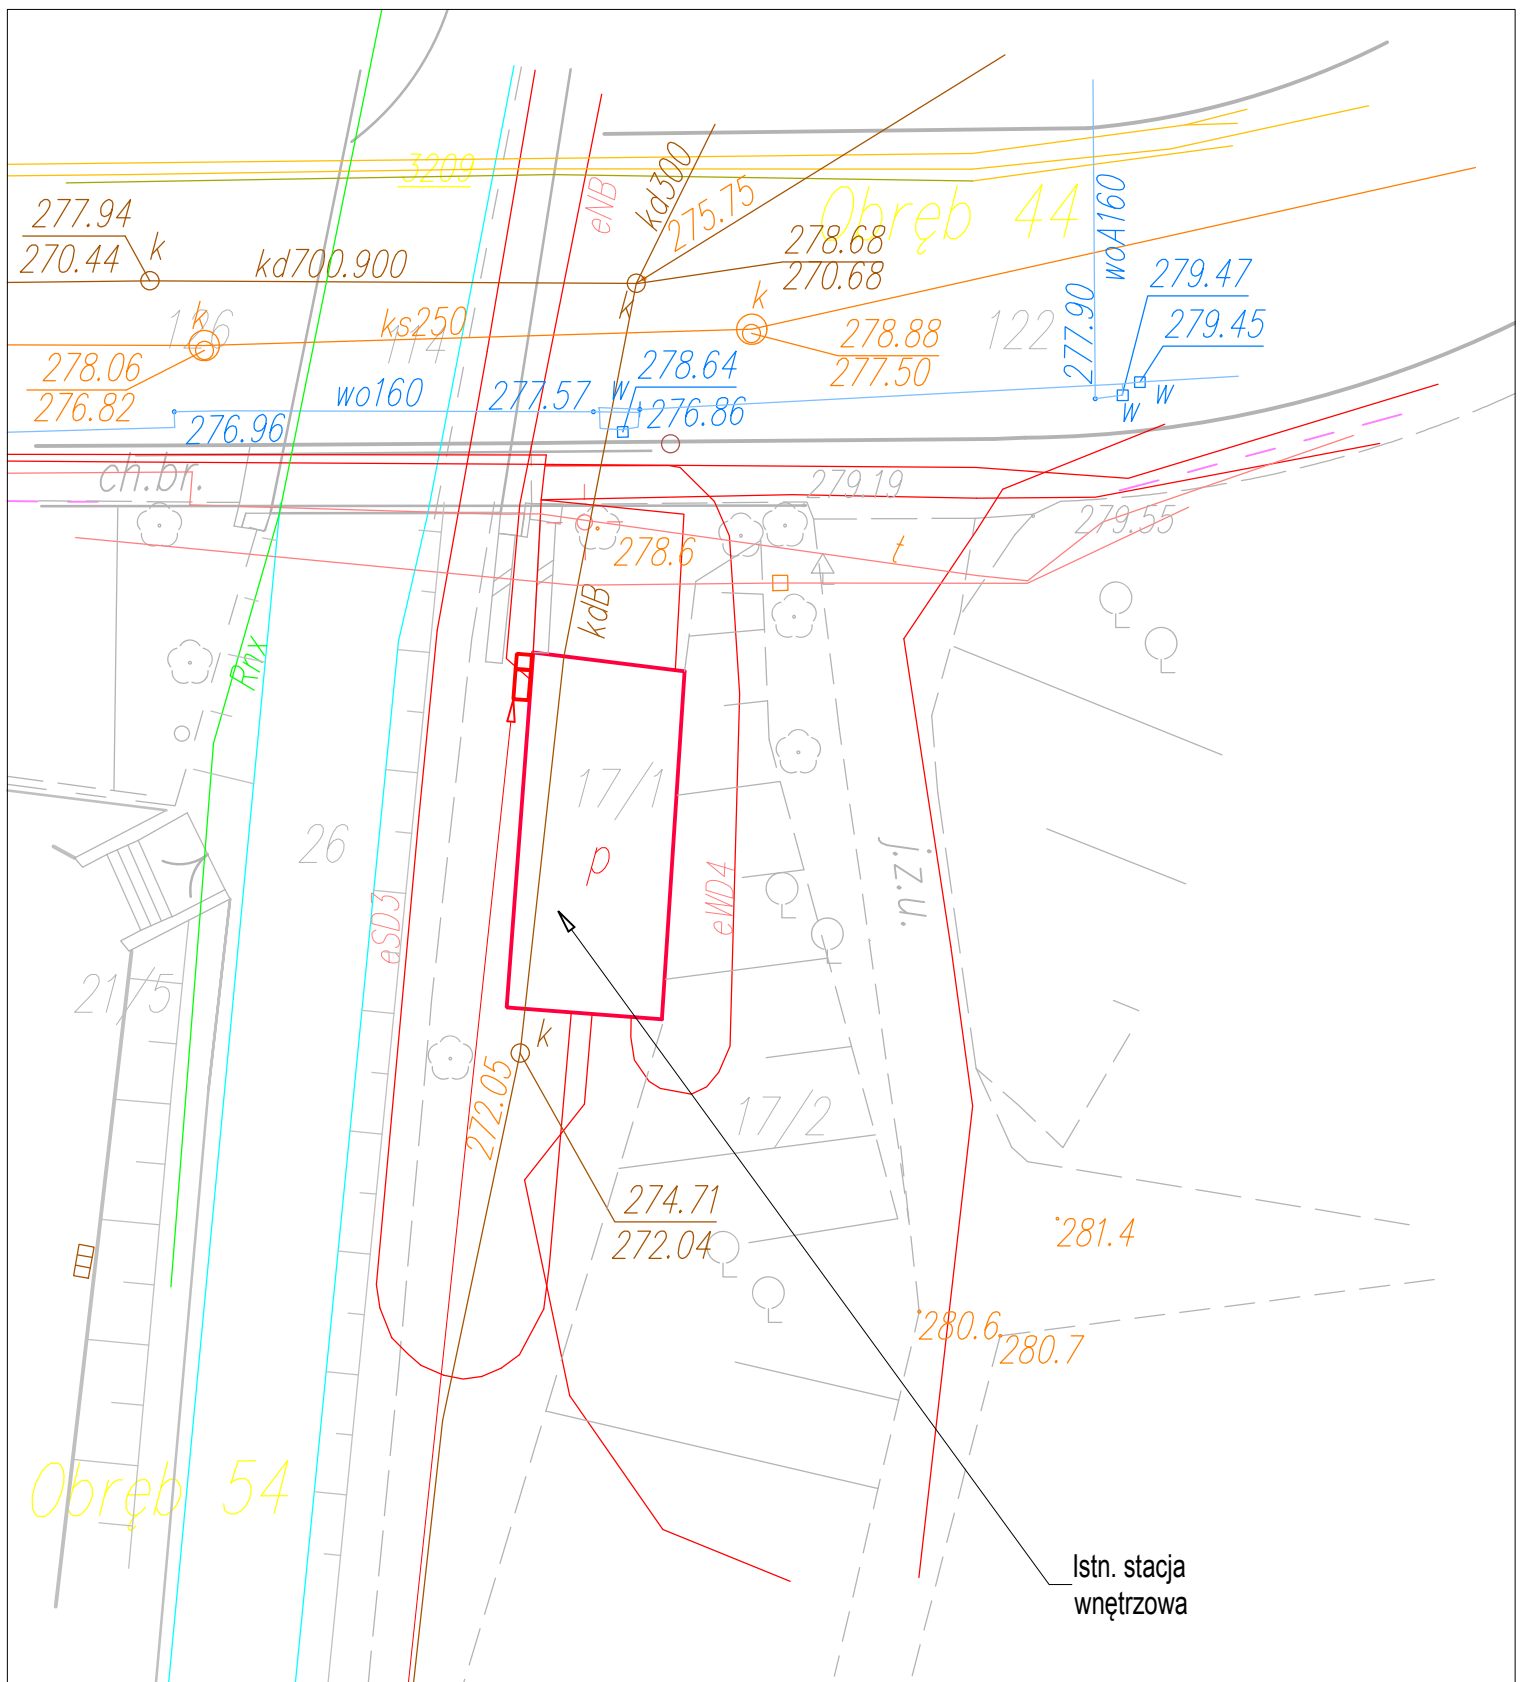 3209
eNB
kd300
275.75
Obręb 44
woA160
277.94
270.44
k
kd700.900
278.68
270.68
k
279.47
279.45
277.90
k
k
126
ks250
114
278.88
277.50
122
278.06
276.82
wo160
277.57
w
278.64
276.86
w
w
276.96
ch.br.
279.19
279.55
278.6
t
kdB
Rnx
17/1
26
p
j.z.u.
eWD4
eSD3
21/5
k
272.05
17/2
274.71
272.04
281.4
280.6
280.7
Obręb 54
Istn. stacja
wnętrzowa